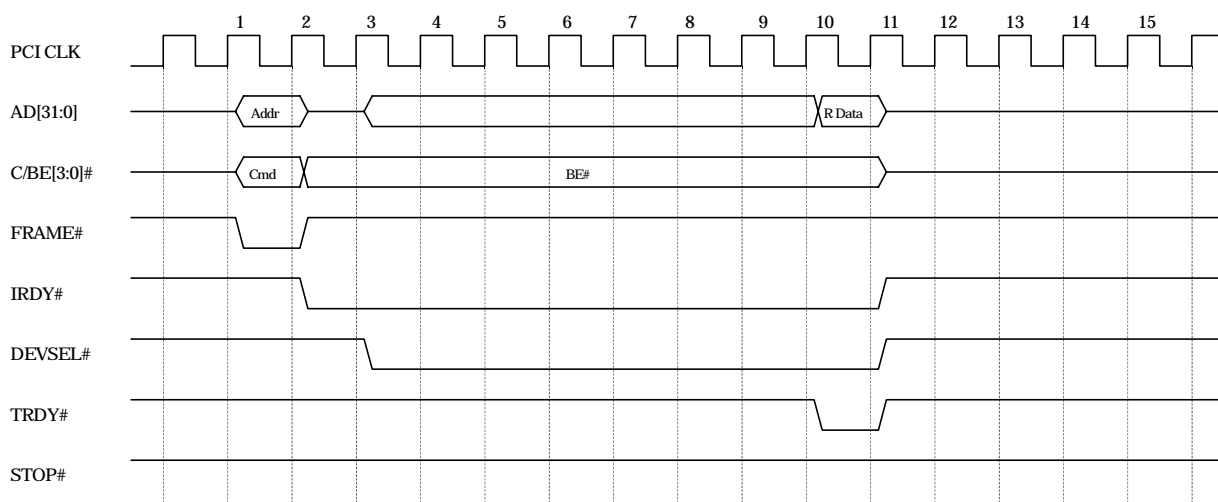 1 2 3 4 5 6 7 8 9 10 11 12 13 14 15
PCI CLK
AD[31:0] Addr R Data
C/BE[3:0]# Cmd BE#
FRAME#
IRDY#
DEVSEL#
TRDY#
STOP#